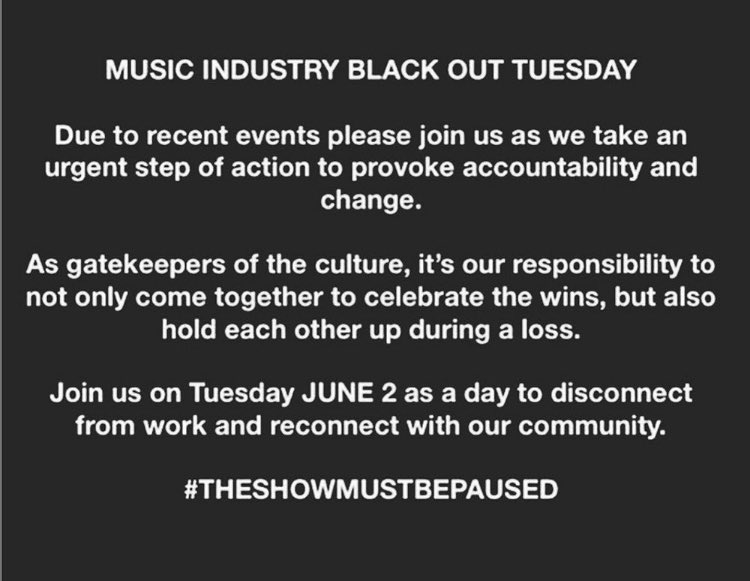 MUSIC INDUSTRY BLACK OUT TUESDAY
Due to recent events please join us as we take an
urgent step of action to provoke accountability and
change.
As gatekeepers of the culture, it’s our responsibility to
not only come together to celebrate the wins, but also
hold each other up during a loss.
Join us on Tuesday JUNE 2 as a day to disconnect
from work and reconnect with our community.
#THESHOWMUSTBEPAUSED